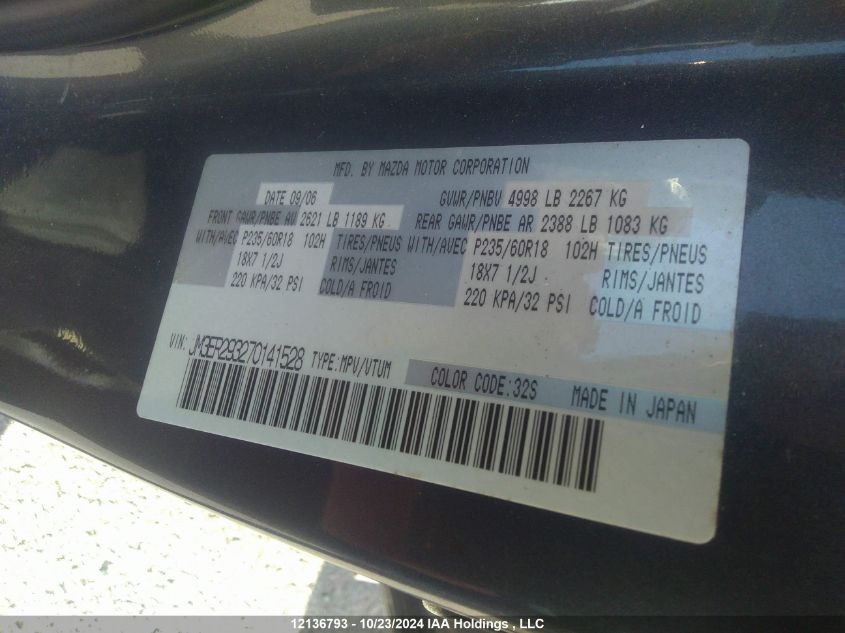 MFD. BY MAZDA MOTOR CORPORATION
DATE 09/06 GVWR/PNBV 4998 LB 2267 KG
FRONT GAWR/PNBE AV 2621 LB 1189 KG REAR GAWR/PNBE AR 2388 LB 1083 KG
WITH/AVEC P235/60R18 102H TIRES/PNEUS WITH/AVEC P235/60R18 102H TIRES/PNEUS
18X7 1/2J RIMS/JANTES 18X7 1/2J RIMS/JANTES
220 KPA/32 PSI COLD/A FROID 220 KPA/32 PSI COLD/A FROID
VIN: JM3ER293270141528 TYPE:MPV/VTUM COLOR CODE:32S MADE IN JAPAN
12136793 - 10/23/2024 IAA Holdings , LLC